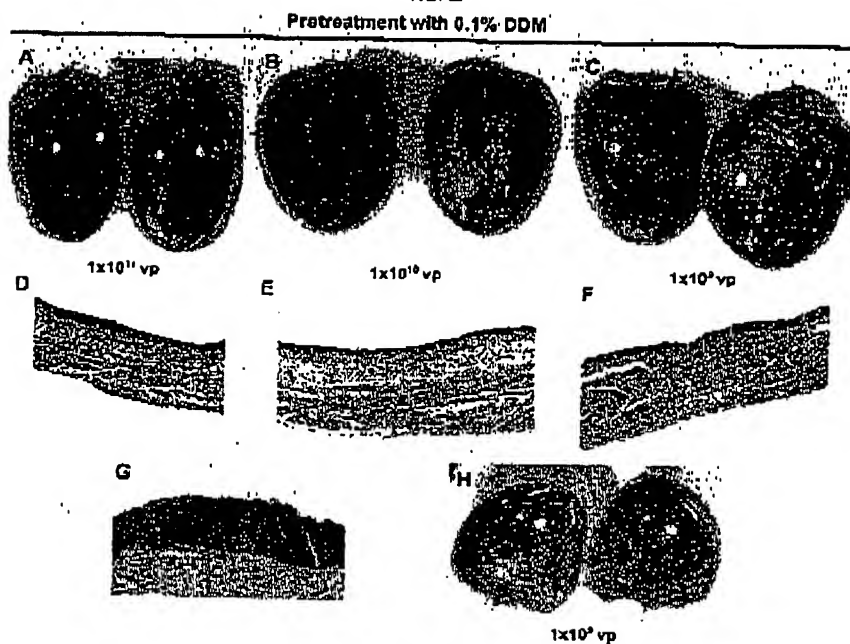 Pretreatment with 0.1% DDM
A B C
1x10¹¹ vp 1x10¹⁰ vp 1x10⁹ vp
D E F
G H
1x10⁹ vp